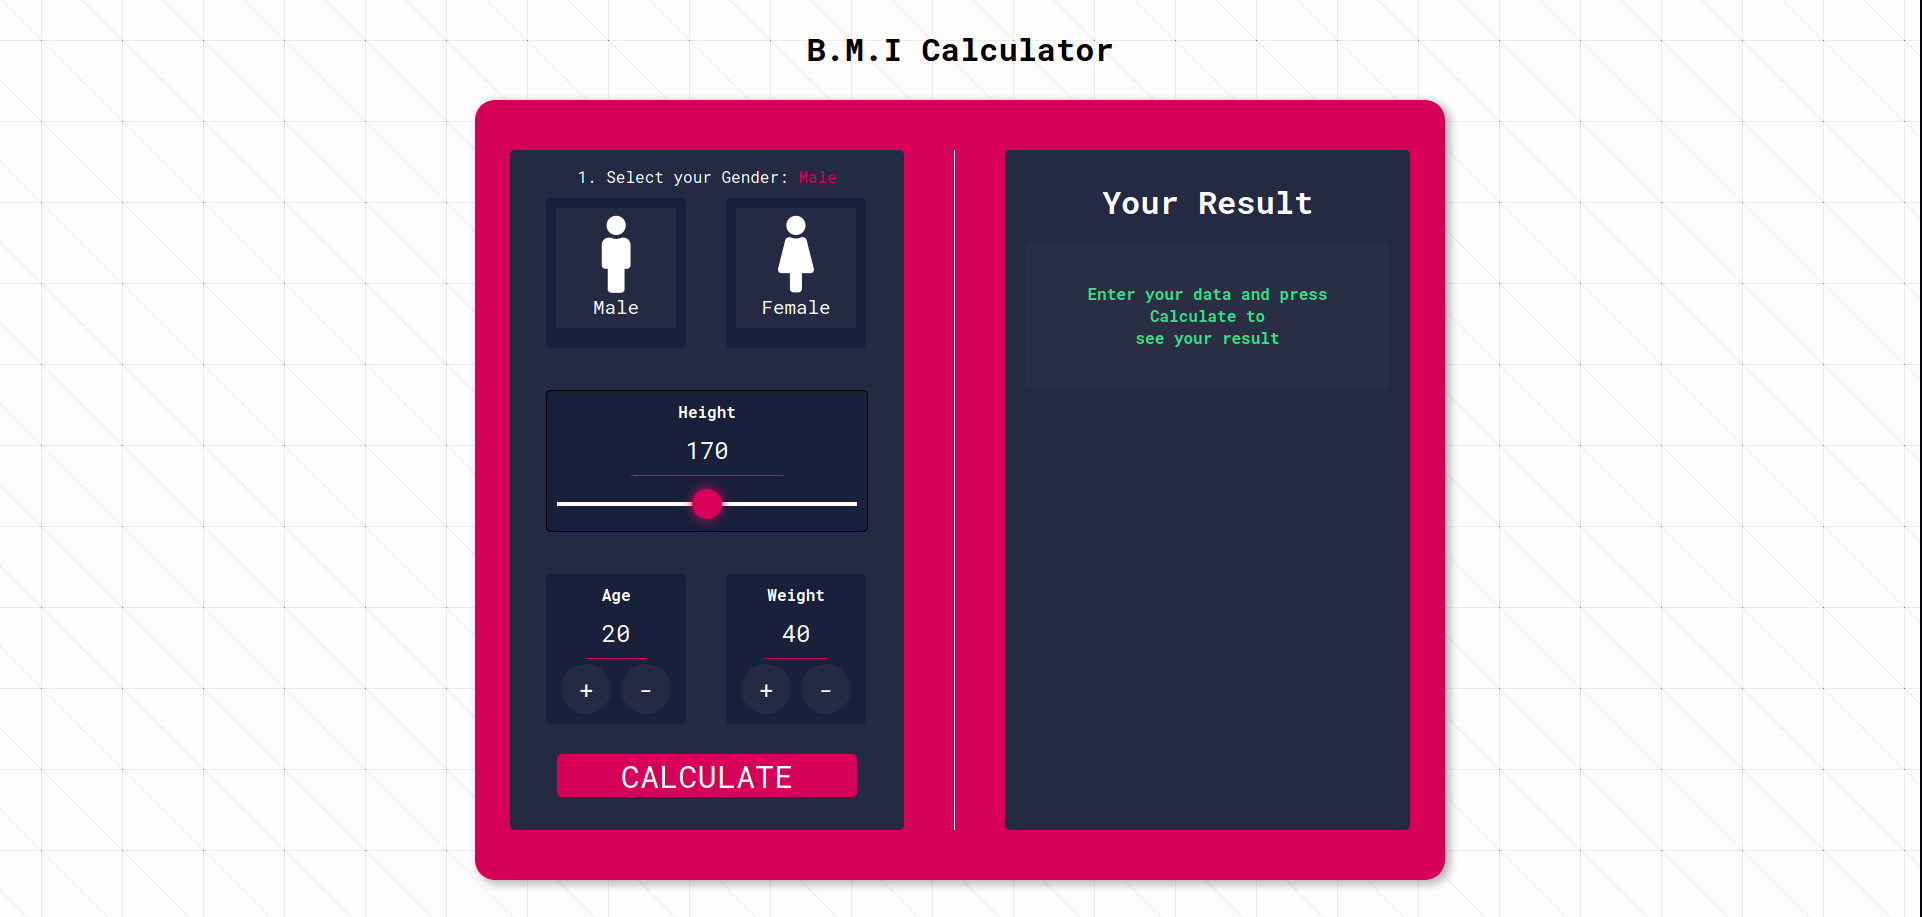 B.M.I Calculator
1. Select your Gender: Male
Male
Female
Height
170
Age
20
+ -
Weight
40
+ -
CALCULATE
Your Result
Enter your data and press
Calculate to
see your result